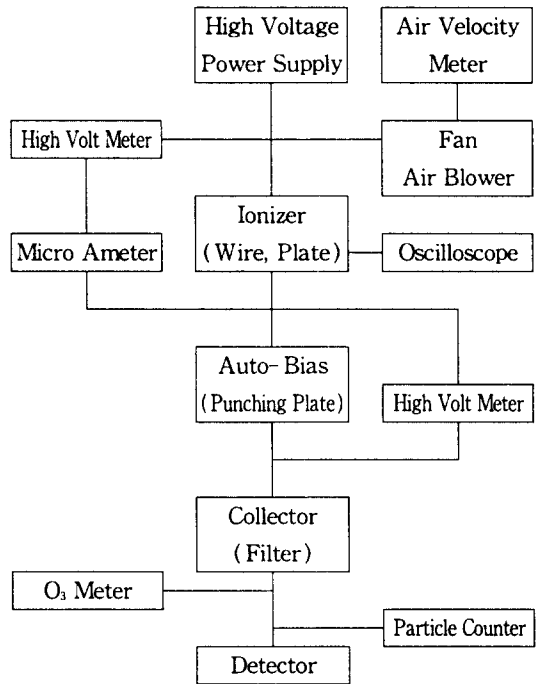 High Voltage
Power Supply
Air Velocity
Meter
High Volt Meter
Fan
Air Blower
Ionizer
(Wire, Plate)
Micro Ameter
Oscilloscope
Auto-Bias
(Punching Plate)
High Volt Meter
Collector
(Filter)
O₃ Meter
Particle Counter
Detector